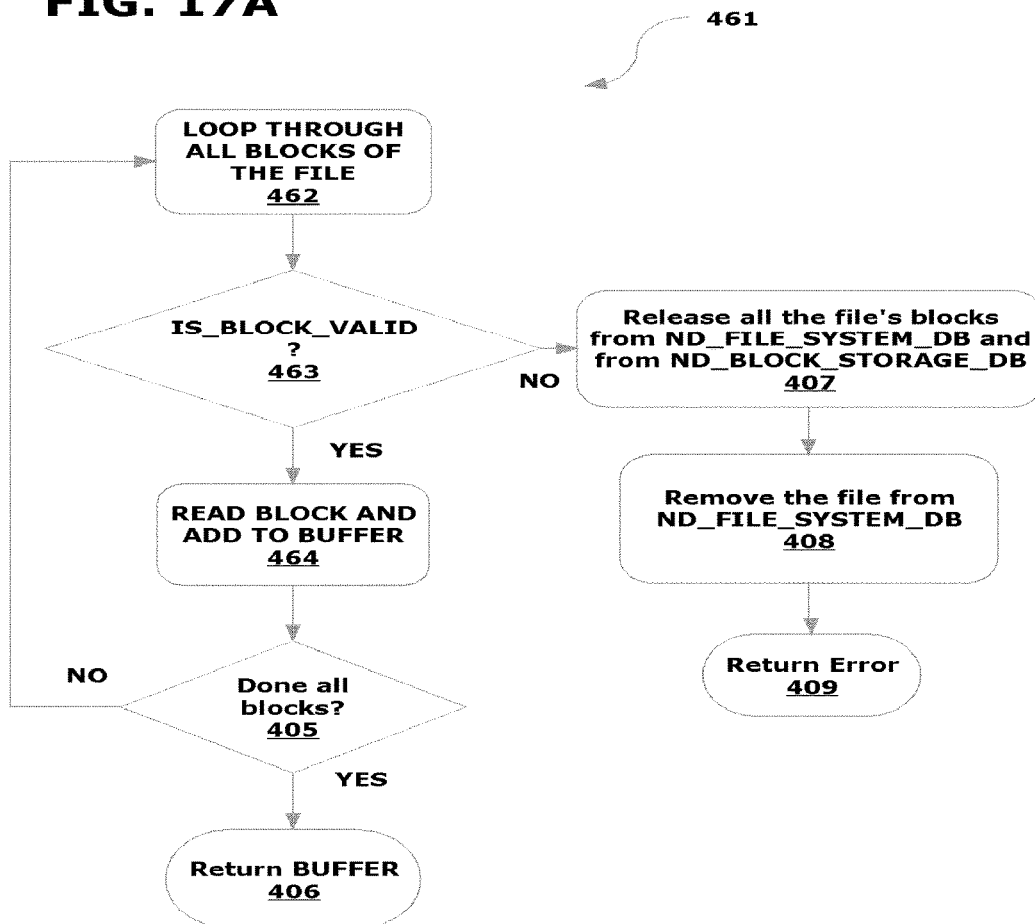 FIG. 17A
461
LOOP THROUGH
ALL BLOCKS OF
THE FILE
462
IS_BLOCK_VALID
?
463
NO
Release all the file's blocks
from ND_FILE_SYSTEM_DB and
from ND_BLOCK_STORAGE_DB
407
YES
READ BLOCK AND
ADD TO BUFFER
464
Remove the file from
ND_FILE_SYSTEM_DB
408
NO
Done all
blocks?
405
Return Error
409
YES
Return BUFFER
406